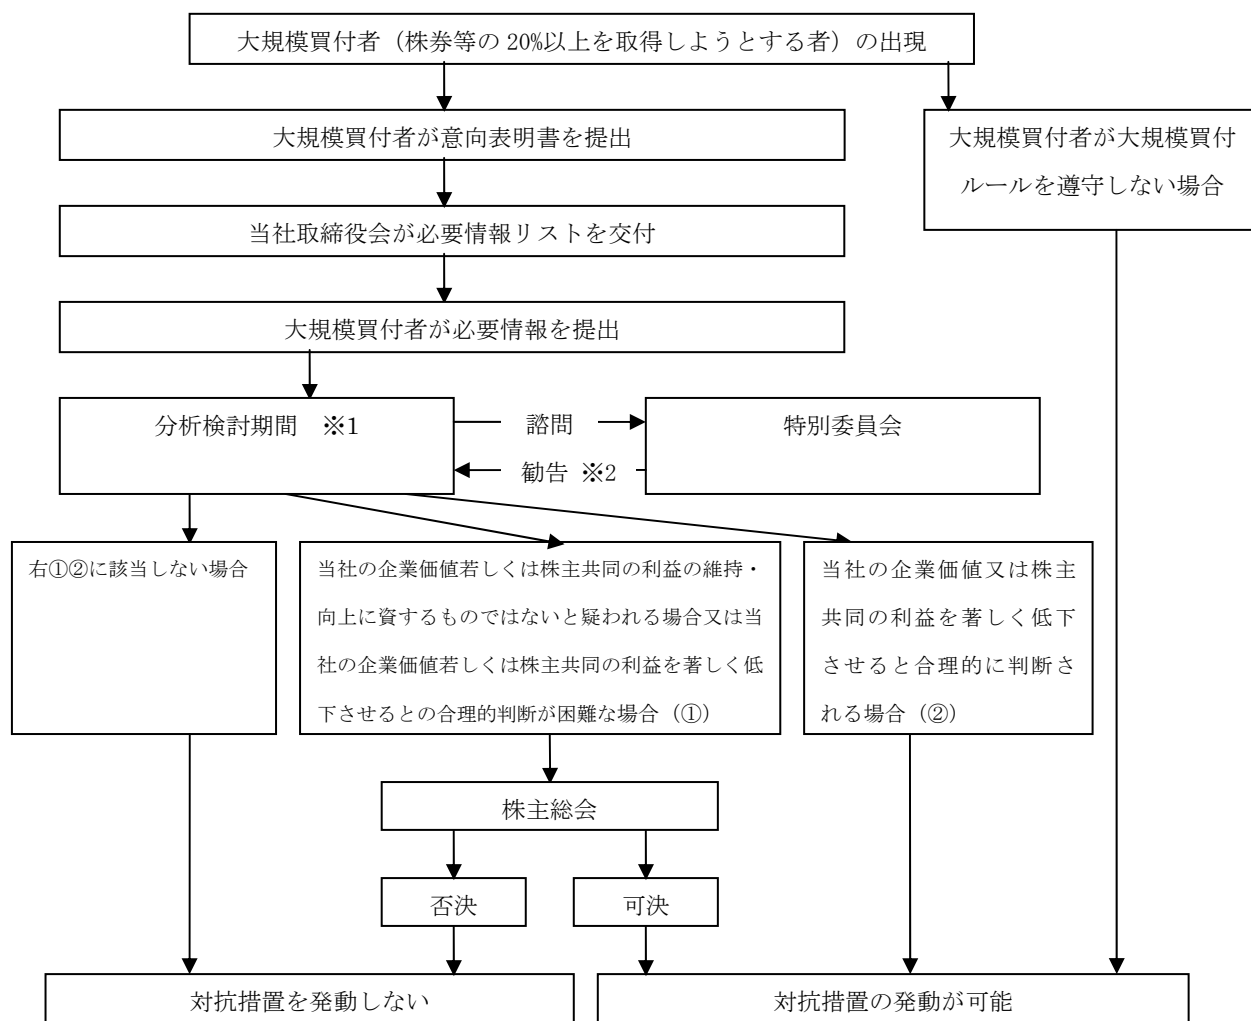 大規模買付者（株券等の 20%以上を取得しようとする者）の出現
大規模買付者が意向表明書を提出
大規模買付者が大規模買付
ルールを遵守しない場合
当社取締役会が必要情報リストを交付
大規模買付者が必要情報を提出
分析検討期間　※1
諮問
特別委員会
勧告 ※2
右①②に該当しない場合
当社の企業価値若しくは株主共同の利益の維持・
向上に資するものではないと疑われる場合又は当
社の企業価値若しくは株主共同の利益を著しく低
下させるとの合理的判断が困難な場合（①）
当社の企業価値又は株主
共同の利益を著しく低下
させると合理的に判断さ
れる場合（②）
株主総会
否決
可決
対抗措置を発動しない
対抗措置の発動が可能